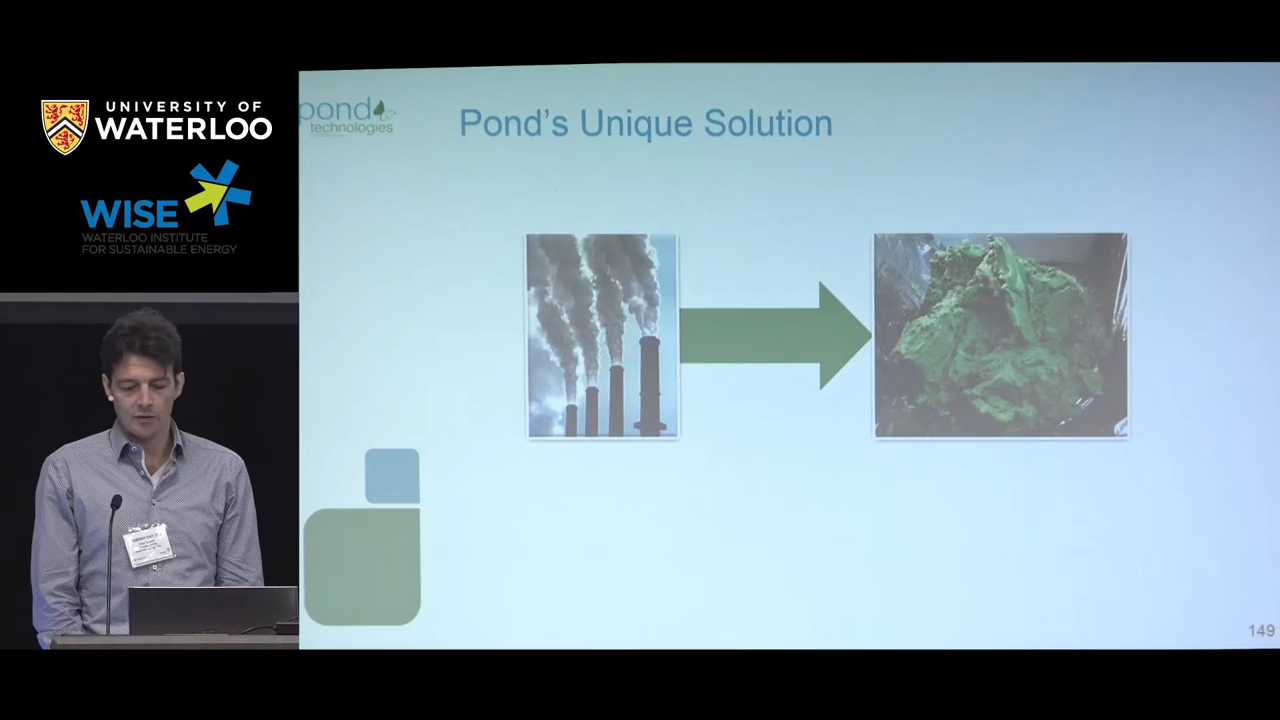 UNIVERSITY OF
WATERLOO
WISE
WATERLOO INSTITUTE
FOR SUSTAINABLE ENERGY
pond
technologies
Pond's Unique Solution
149